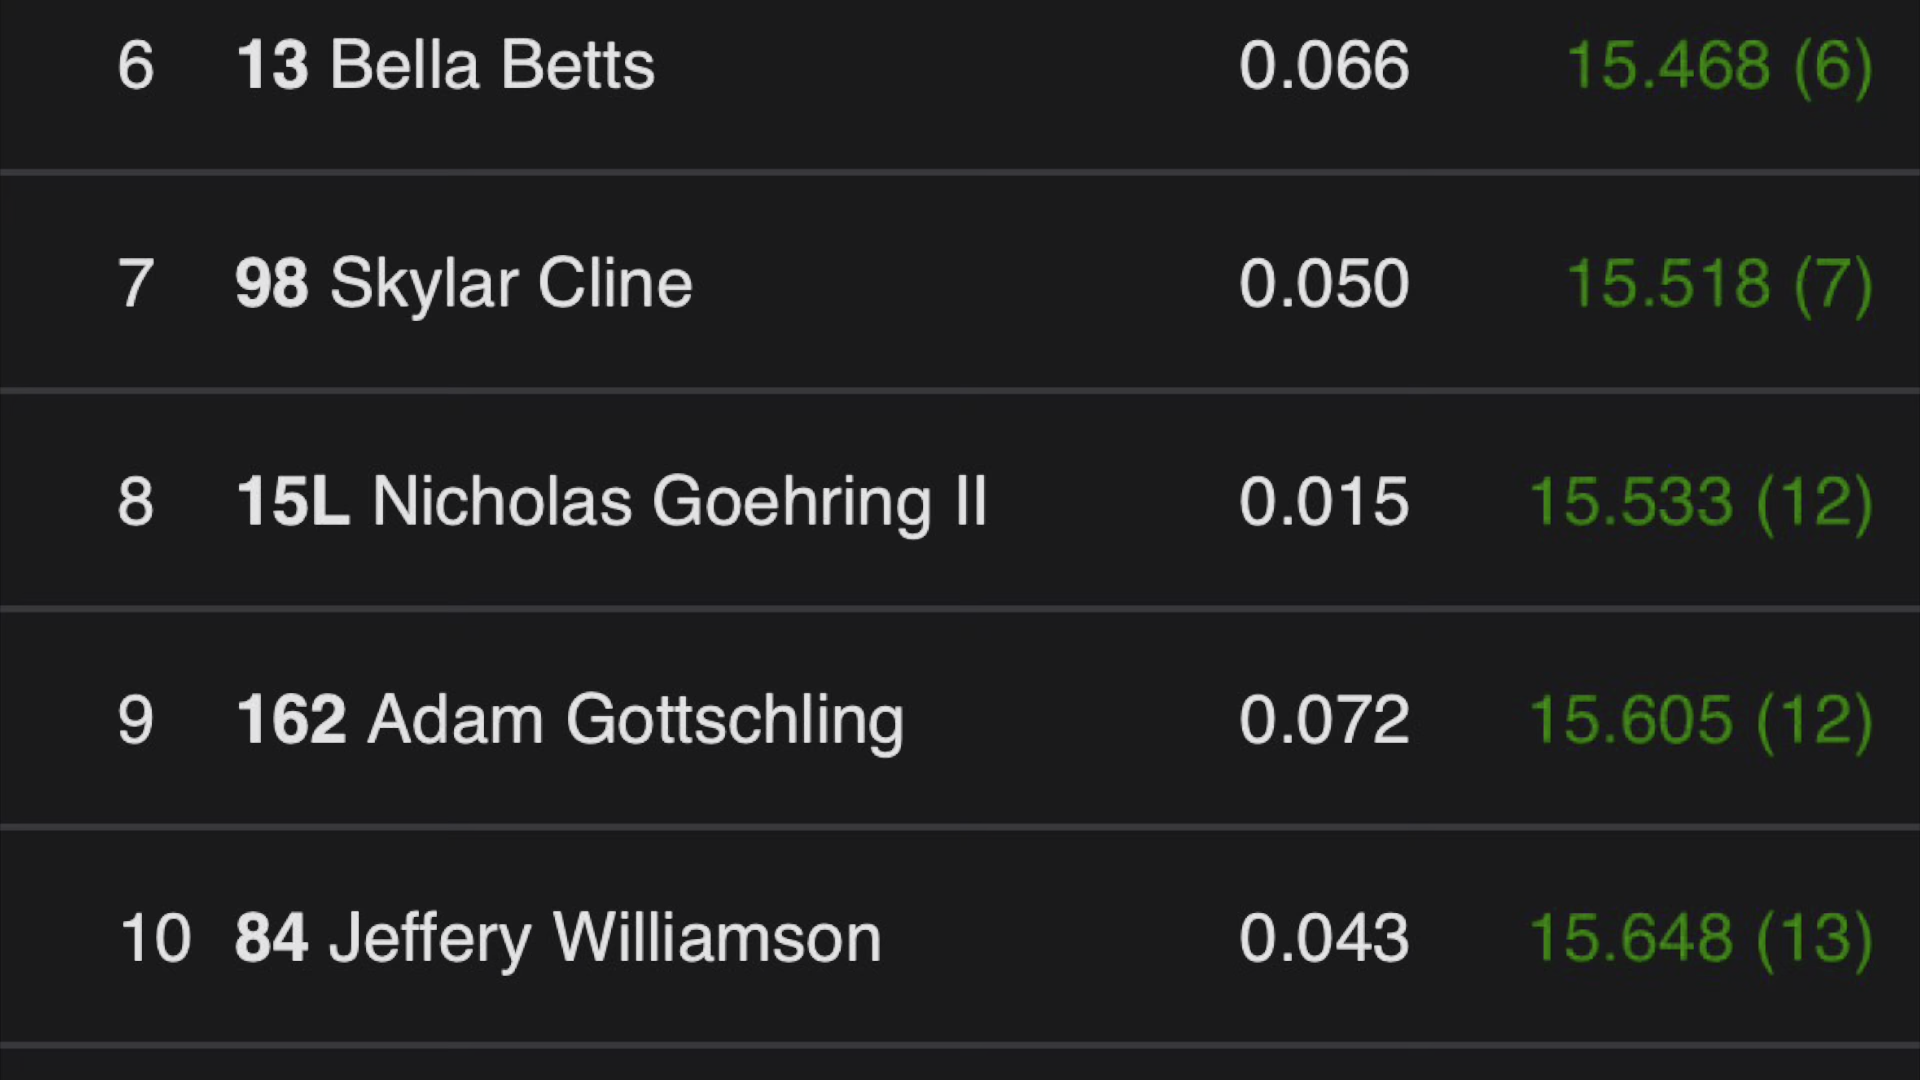 6 13 Bella Betts 0.066 15.468 (6)
7 98 Skylar Cline 0.050 15.518 (7)
8 15L Nicholas Goehring II 0.015 15.533 (12)
9 162 Adam Gottschling 0.072 15.605 (12)
10 84 Jeffery Williamson 0.043 15.648 (13)